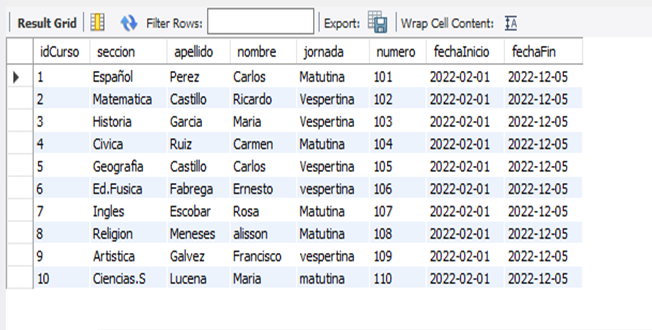 Result Grid Filter Rows: Export: Wrap Cell Content:
idCurso seccion apellido nombre jornada numero fechaInicio fechaFin
1 Español Perez Carlos Matutina 101 2022-02-01 2022-12-05
2 Matematica Castillo Ricardo Vespertina 102 2022-02-01 2022-12-05
3 Historia Garcia Maria Vespertina 103 2022-02-01 2022-12-05
4 Civica Ruiz Carmen Matutina 104 2022-02-01 2022-12-05
5 Geografia Castillo Carlos Vespertina 105 2022-02-01 2022-12-05
6 Ed.Fusica Fabrega Ernesto vespertina 106 2022-02-01 2022-12-05
7 Ingles Escobar Rosa Matutina 107 2022-02-01 2022-12-05
8 Religion Meneses alisson Matutina 108 2022-02-01 2022-12-05
9 Artistica Galvez Francisco vespertina 109 2022-02-01 2022-12-05
10 Ciencias.S Lucena Maria matutina 110 2022-02-01 2022-12-05